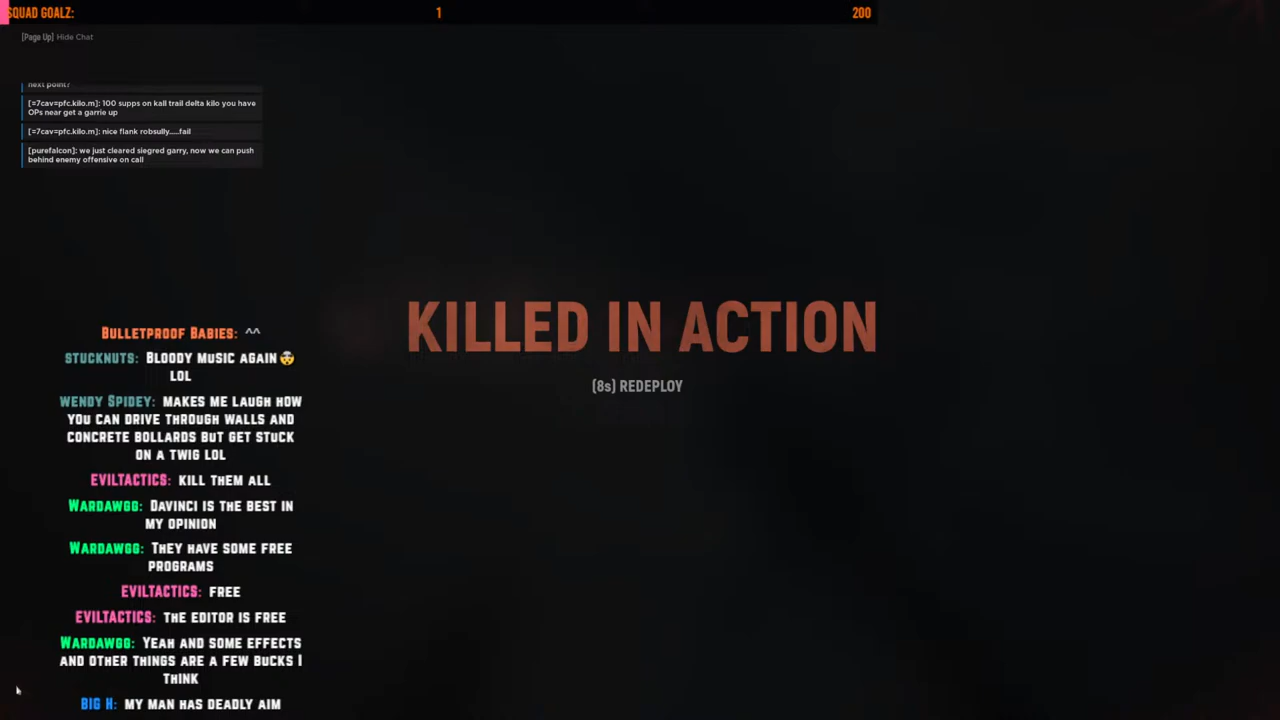 SQUAD GOALZ: 1 200
[Page Up] Hide Chat
next point?
[=7cav=pfc.kilo.m]: 100 supps on kall trail delta kilo you have
OPs near get a garrie up
[=7cav=pfc.kilo.m]: nice flank robsully.....fail
[purefalcon]: we just cleared siegred garry, now we can push
behind enemy offensive on call
KILLED IN ACTION
(8s) REDEPLOY
BULLETPROOF BABIES: ^^
STUCKNUTS: BLOODY MUSIC AGAIN🤯
LOL
WENDY SPIDEY: MAKES ME LAUGH HOW
YOU CAN DRIVE THROUGH WALLS AND
CONCRETE BOLLARDS BUT GET STUCK
ON A TWIG LOL
EVILTACTICS: KILL THEM ALL
WARDAWGG: DAVINCI IS THE BEST IN
MY OPINION
WARDAWGG: THEY HAVE SOME FREE
PROGRAMS
EVILTACTICS: FREE
EVILTACTICS: THE EDITOR IS FREE
WARDAWGG: YEAH AND SOME EFFECTS
AND OTHER THINGS ARE A FEW BUCKS I
THINK
BIG H: MY MAN HAS DEADLY AIM